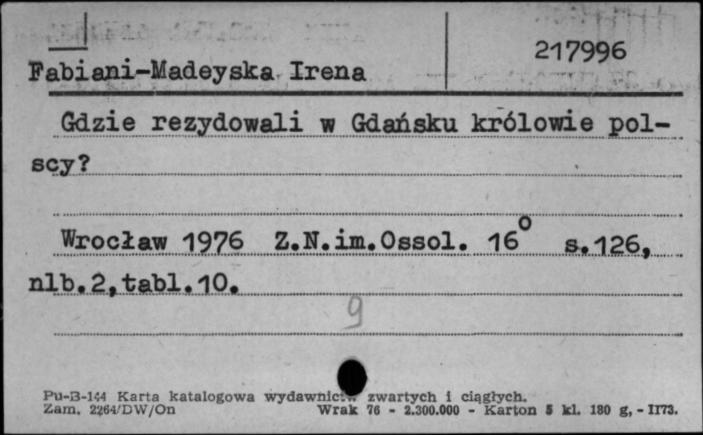 217996
Fabiani-Madeyska Irena
Gdzie rezydowali w Gdańsku królowie pol-
scy?
Wrocław 1976 Z.N.im.Ossol. 16° s.126,
nlb.2,tabl.10.
9
Pu-B-144 Karta katalogowa wydawnictw zwartych i ciągłych.
Zam. 2264/DW/On Wrak 76 - 2.300.000 - Karton 5 kl. 180 g, - II73.